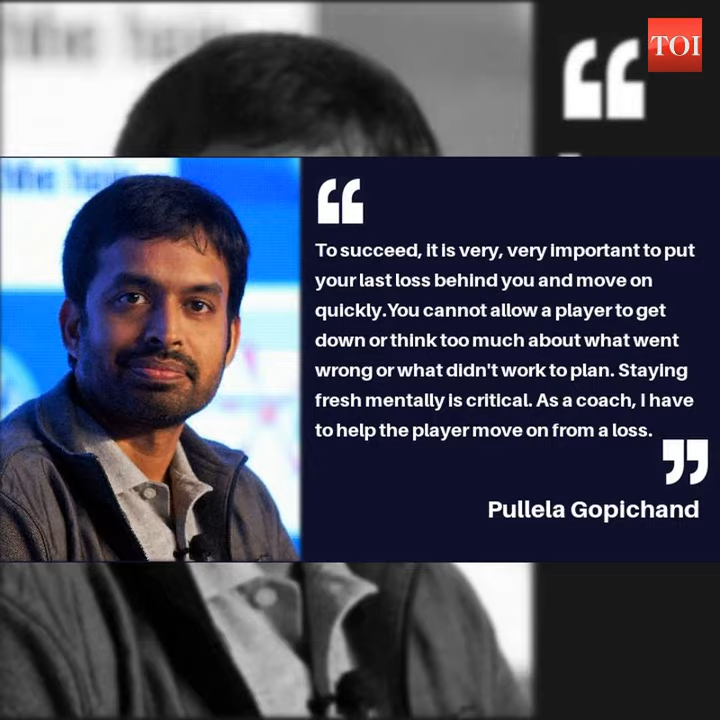 TOI
To succeed, it is very, very important to put
your last loss behind you and move on
quickly.You cannot allow a player to get
down or think too much about what went
wrong or what didn't work to plan. Staying
fresh mentally is critical. As a coach, I have
to help the player move on from a loss.
Pullela Gopichand